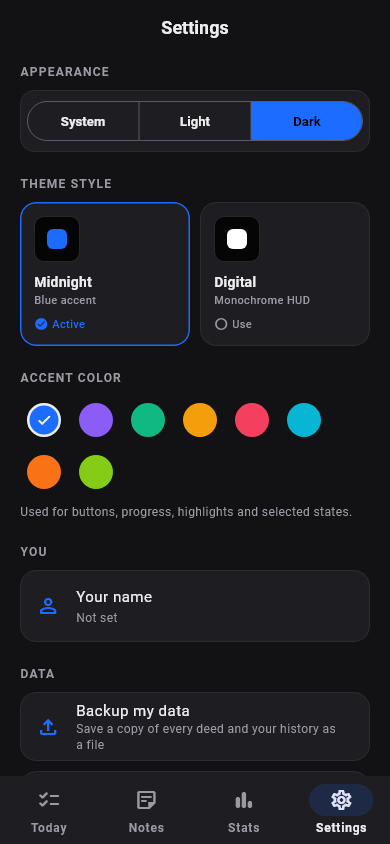 Settings
APPEARANCE
System Light Dark
THEME STYLE
Midnight
Blue accent
Active
Digital
Monochrome HUD
Use
ACCENT COLOR
Used for buttons, progress, highlights and selected states.
YOU
Your name
Not set
DATA
Backup my data
Save a copy of every deed and your history as
a file
Today Notes Stats Settings